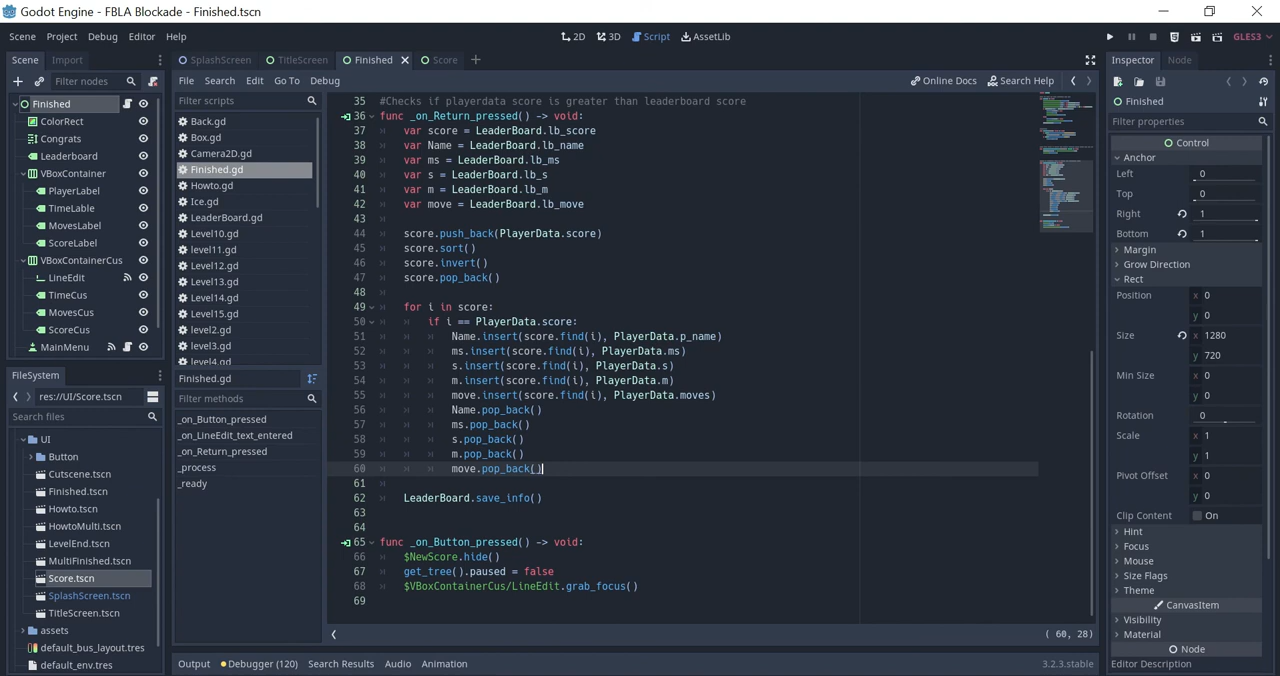 Godot Engine - FBLA Blockade - Finished.tscn
Scene Project Debug Editor Help
2D 3D Script AssetLib
GLES3
Scene Import
SplashScreen TitleScreen Finished Score
Inspector Node
Filter nodes
File Search Edit Go To Debug
Online Docs Search Help
Finished
ColorRect
Congrats
Leaderboard
VBoxContainer
PlayerLabel
TimeLable
MovesLabel
ScoreLabel
VBoxContainerCus
LineEdit
TimeCus
MovesCus
ScoreCus
MainMenu
FileSystem
res://UI/Score.tscn
Search files
UI
Button
Cutscene.tscn
Finished.tscn
Howto.tscn
HowtoMulti.tscn
LevelEnd.tscn
MultiFinished.tscn
Score.tscn
SplashScreen.tscn
TitleScreen.tscn
assets
default_bus_layout.tres
default_env.tres
Filter scripts
Back.gd
Box.gd
Camera2D.gd
Finished.gd
Howto.gd
Ice.gd
LeaderBoard.gd
Level10.gd
level11.gd
Level12.gd
Level13.gd
Level14.gd
Level15.gd
level2.gd
level3.gd
level4.gd
Finished.gd
Filter methods
_on_Button_pressed
_on_LineEdit_text_entered
_on_Return_pressed
_process
_ready
35 #Checks if playerdata score is greater than leaderboard score
36 func _on_Return_pressed() -> void:
37 var score = LeaderBoard.lb_score
38 var Name = LeaderBoard.lb_name
39 var ms = LeaderBoard.lb_ms
40 var s = LeaderBoard.lb_s
41 var m = LeaderBoard.lb_m
42 var move = LeaderBoard.lb_move
43
44 score.push_back(PlayerData.score)
45 score.sort()
46 score.invert()
47 score.pop_back()
48
49 for i in score:
50 if i == PlayerData.score:
51 Name.insert(score.find(i), PlayerData.p_name)
52 ms.insert(score.find(i), PlayerData.ms)
53 s.insert(score.find(i), PlayerData.s)
54 m.insert(score.find(i), PlayerData.m)
55 move.insert(score.find(i), PlayerData.moves)
56 Name.pop_back()
57 ms.pop_back()
58 s.pop_back()
59 m.pop_back()
60 move.pop_back()
61
62 LeaderBoard.save_info()
63
64
65 func _on_Button_pressed() -> void:
66 $NewScore.hide()
67 get_tree().paused = false
68 $VBoxContainerCus/LineEdit.grab_focus()
69
( 60, 28)
Output Debugger (120) Search Results Audio Animation
3.2.3.stable
Finished
Filter properties
Control
Anchor
Left 0
Top 0
Right 1
Bottom 1
Margin
Grow Direction
Rect
Position x 0
y 0
Size x 1280
y 720
Min Size x 0
y 0
Rotation 0
Scale x 1
y 1
Pivot Offset x 0
y 0
Clip Content On
Hint
Focus
Mouse
Size Flags
Theme
CanvasItem
Visibility
Material
Node
Editor Description